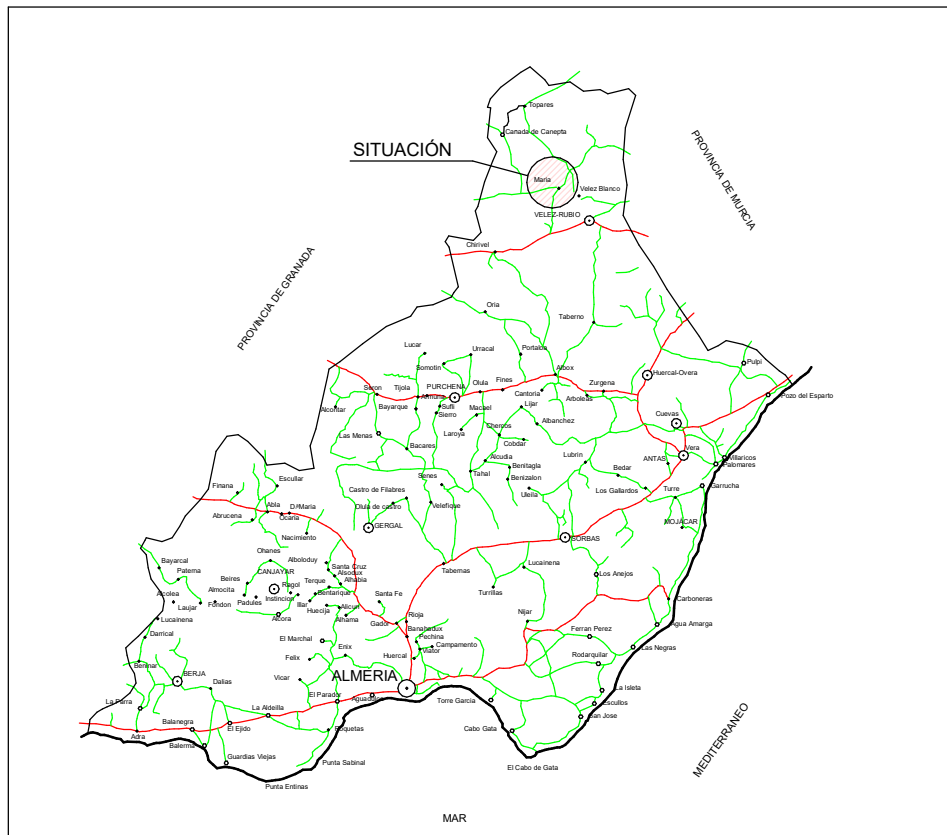 Topares
Canada de Canepta
SITUACIÓN
PROVINCIA DE MURCIA
Maria
Velez Blanco
VELEZ-RUBIO
Chirivel
PROVINCIA DE GRANADA
Oria
Taberno
Lucar
Urracal
Portaloa
Somotin
Pulpi
Albox
Huercal-Overa
Seron
Tijola
PURCHENA
Olula
Fines
Zurgena
Almuna
Cantoria
Arboleas
Pozo del Esparto
Alcontar
Bayarque
Sufli
Sierro
Macael
Lijar
Cuevas
Las Menas
Laroya
Chercos
Albanchez
Cobdar
Vera
Bacares
Alcudia
Lubrin
ANTAS
Villaricos
Palomares
Benitagla
Tahal
Benizalon
Bedar
Senes
Escullar
Finana
Castro de Filabres
Uleila
Los Gallardos
Turre
Garrucha
Abla
D.ªMaria
Olula de castro
Velefique
Abrucena
Ocana
MOJACAR
GERGAL
Nacimiento
SORBAS
Ohanes
Alboloduy
Bayarcal
CANJAYAR
Santa Cruz
Alsodux
Tabernas
Lucainena
Los Anejos
Paterna
Beires
Ragol
Terque
Alhabia
Almocita
Bentarique
Turrillas
Acolea
Padules
Instincion
Illar
Santa Fe
Carboneras
Laujar
Fondon
Huecija
Alicun
Lucainena
Alcora
Alhama
Rioja
Nijar
Gador
Banahadux
Ferran Perez
Agua Amarga
Darrical
El Marchal
Pechina
Campamento
Viator
Las Negras
Enix
Huercal
Beninar
Felix
Rodarquilar
BERJA
Vicar
ALMERIA
Dalias
El Parador
Aguadulce
Torre Garcia
La Isleta
La Parra
La Aldeilla
Escullos
Balanegra
El Ejido
San Jose
Adra
Roquetas
Cabo Gata
Balerma
Guardias Viejas
Punta Sabinal
El Cabo de Gata
Punta Entinas
MEDITERRANEO
MAR